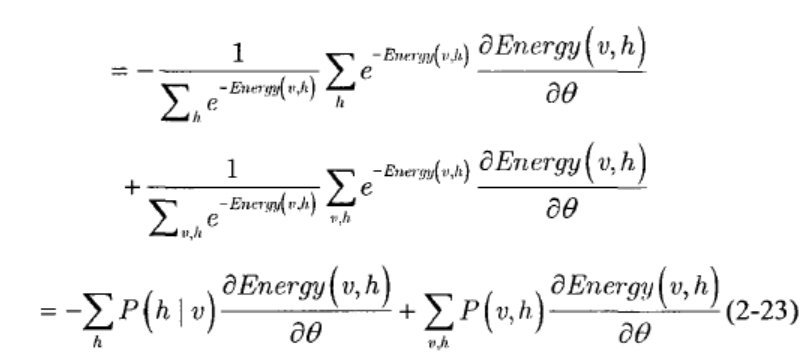 = - \frac{1}{\sum_h e^{-Energy(v,h)}} \sum_h e^{-Energy(v,h)} \frac{\partial Energy(v,h)}{\partial \theta}
+ \frac{1}{\sum_{v,h} e^{-Energy(v,h)}} \sum_{v,h} e^{-Energy(v,h)} \frac{\partial Energy(v,h)}{\partial \theta}
= - \sum_h P(h | v) \frac{\partial Energy(v,h)}{\partial \theta} + \sum_{v,h} P(v,h) \frac{\partial Energy(v,h)}{\partial \theta} (2-23)